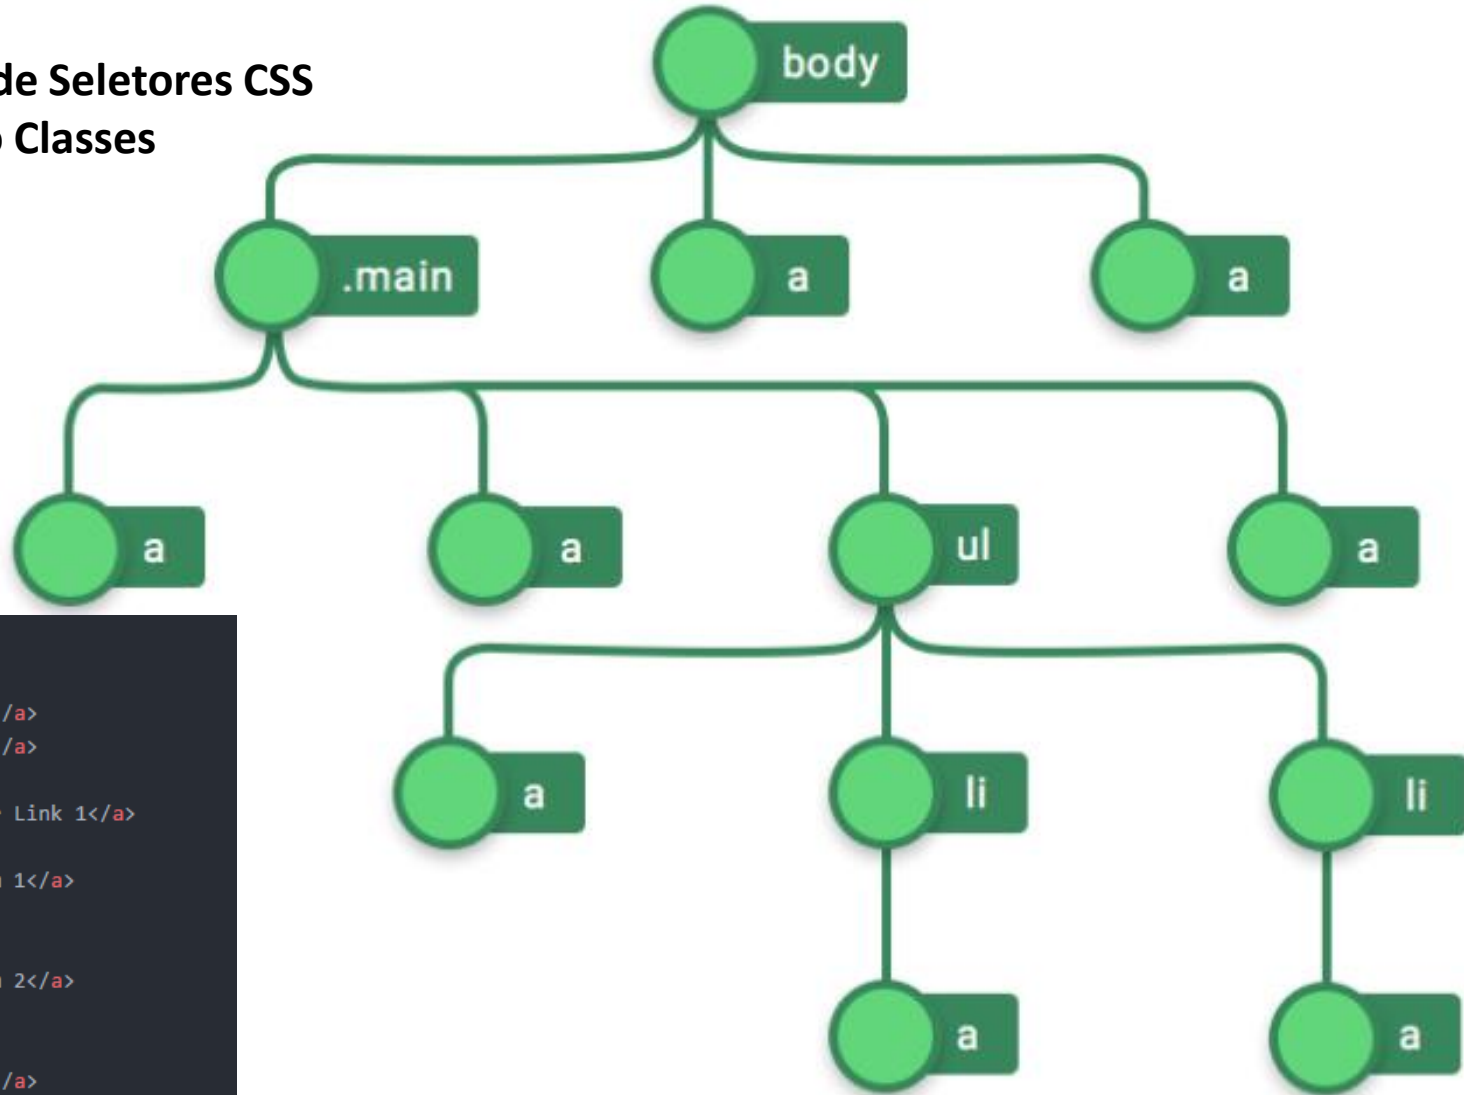 de Seletores CSS
Classes
body
.main
a
a
a
a
ul
a
a
li
li
a
a
/a>
/a>
Link 1</a>
1</a>
2</a>
/a>